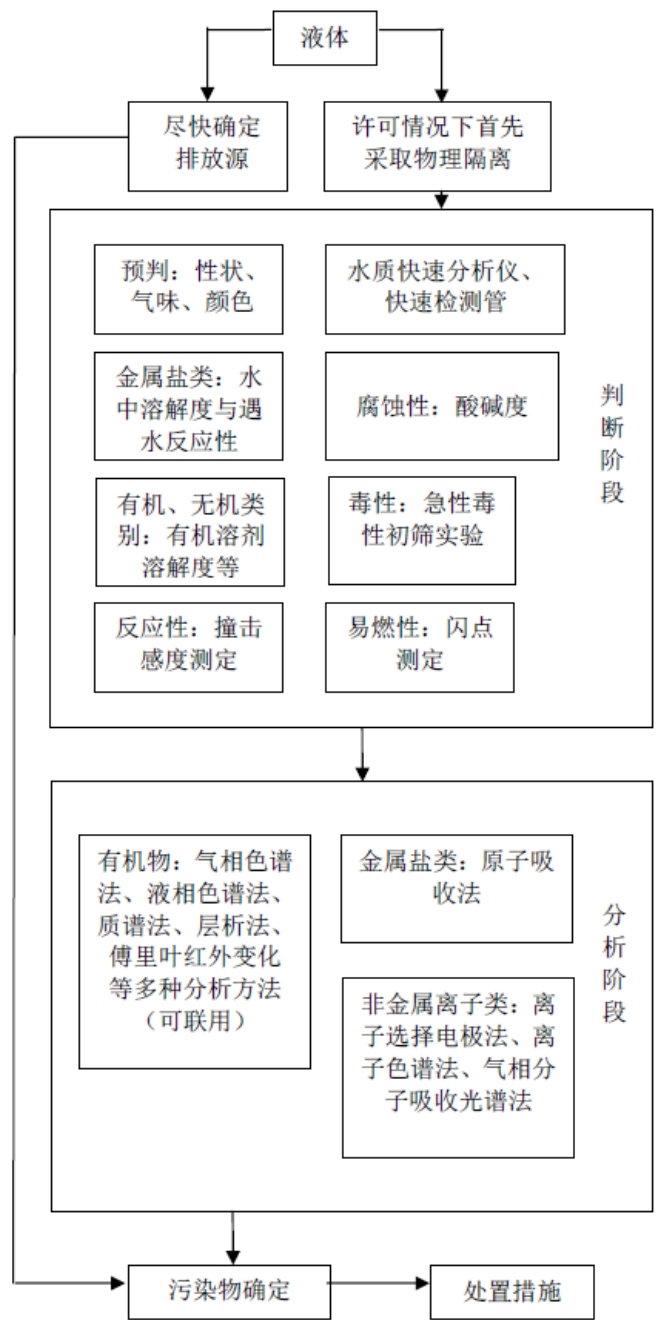 液体
尽快确定
排放源
许可情况下首先
采取物理隔离
预判：性状、
气味、颜色
水质快速分析仪、
快速检测管
金属盐类：水
中溶解度与遇
水反应性
腐蚀性：酸碱度
有机、无机类
别：有机溶剂
溶解度等
毒性：急性毒
性初筛实验
反应性：撞击
感度测定
易燃性：闪点
测定
判
断
阶
段
有机物：气相色谱
法、液相色谱法、
质谱法、层析法、
傅里叶红外变化
等多种分析方法
（可联用）
金属盐类：原子吸
收法
非金属离子类：离
子选择电极法、离
子色谱法、气相分
子吸收光谱法
分
析
阶
段
污染物确定
处置措施